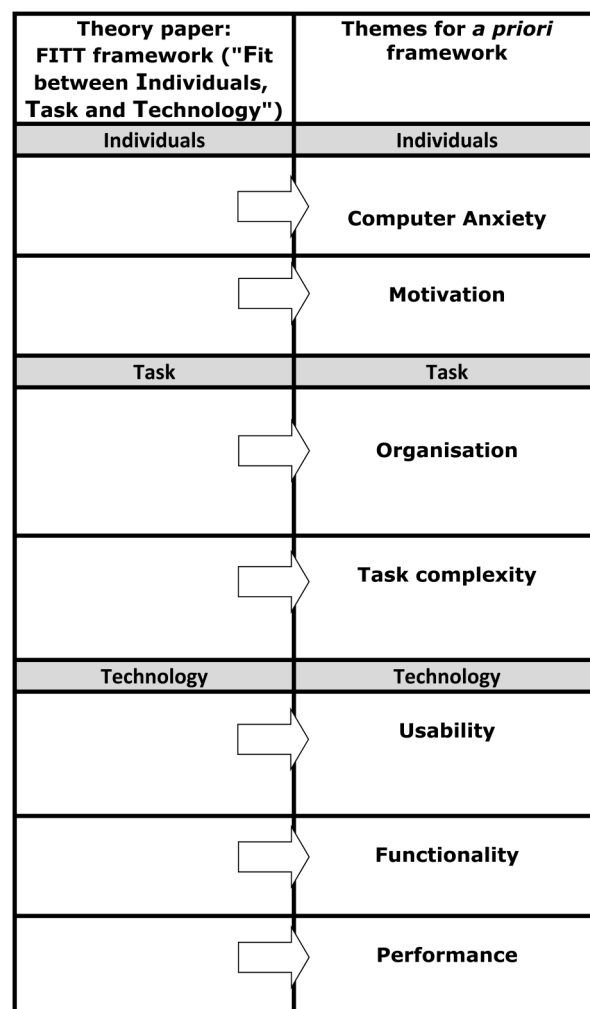 Theory paper:
FITT framework ("Fit
between Individuals,
Task and Technology")
Themes for a priori
framework
Individuals
Individuals
Computer Anxiety
Motivation
Task
Task
Organisation
Task complexity
Technology
Technology
Usability
Functionality
Performance